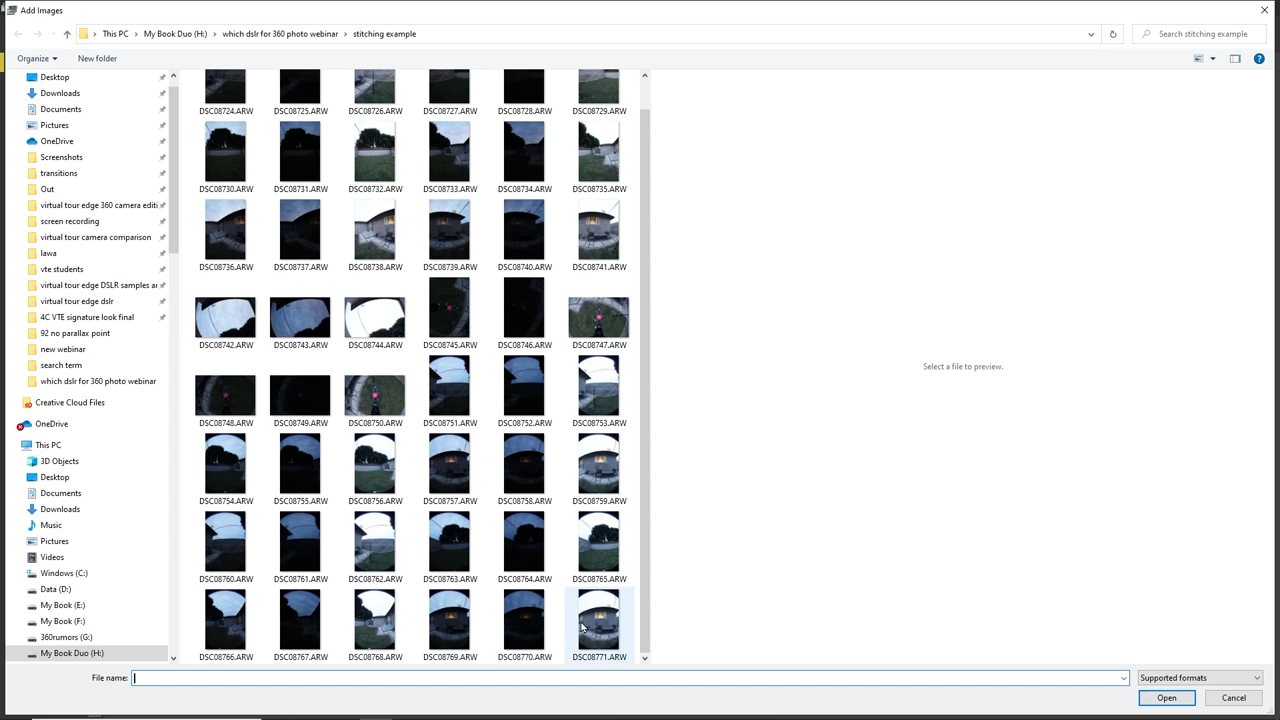 Add Images
This PC > My Book Duo (H:) > which dslr for 360 photo webinar > stitching example
Search stitching example
Organize
New folder
Desktop
Downloads
Documents
Pictures
OneDrive
Screenshots
transitions
Out
virtual tour edge 360 camera editi
screen recording
virtual tour camera comparison
lawa
vte students
virtual tour edge DSLR samples ar
virtual tour edge dslr
4C VTE signature look final
92 no parallax point
new webinar
search term
which dslr for 360 photo webinar
Creative Cloud Files
OneDrive
This PC
3D Objects
Desktop
Documents
Downloads
Music
Pictures
Videos
Windows (C:)
Data (D:)
My Book (E:)
My Book (F:)
360rumors (G:)
My Book Duo (H:)
DSC08724.ARW DSC08725.ARW DSC08726.ARW DSC08727.ARW DSC08728.ARW DSC08729.ARW
DSC08730.ARW DSC08731.ARW DSC08732.ARW DSC08733.ARW DSC08734.ARW DSC08735.ARW
DSC08736.ARW DSC08737.ARW DSC08738.ARW DSC08739.ARW DSC08740.ARW DSC08741.ARW
DSC08742.ARW DSC08743.ARW DSC08744.ARW DSC08745.ARW DSC08746.ARW DSC08747.ARW
DSC08748.ARW DSC08749.ARW DSC08750.ARW DSC08751.ARW DSC08752.ARW DSC08753.ARW
DSC08754.ARW DSC08755.ARW DSC08756.ARW DSC08757.ARW DSC08758.ARW DSC08759.ARW
DSC08760.ARW DSC08761.ARW DSC08762.ARW DSC08763.ARW DSC08764.ARW DSC08765.ARW
DSC08766.ARW DSC08767.ARW DSC08768.ARW DSC08769.ARW DSC08770.ARW DSC08771.ARW
Select a file to preview.
File name:
Supported formats
Open
Cancel